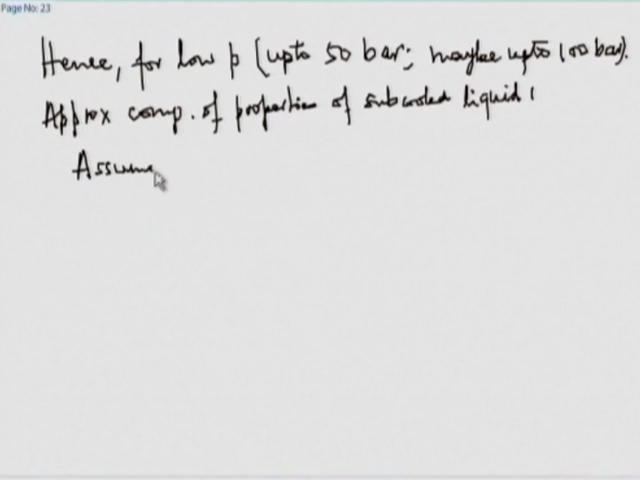 Page No: 23
Hence, for low p (upto 50 bar; maybe upto 100 bar).
Approx comp. of properties of subcooled liquid (
Assume